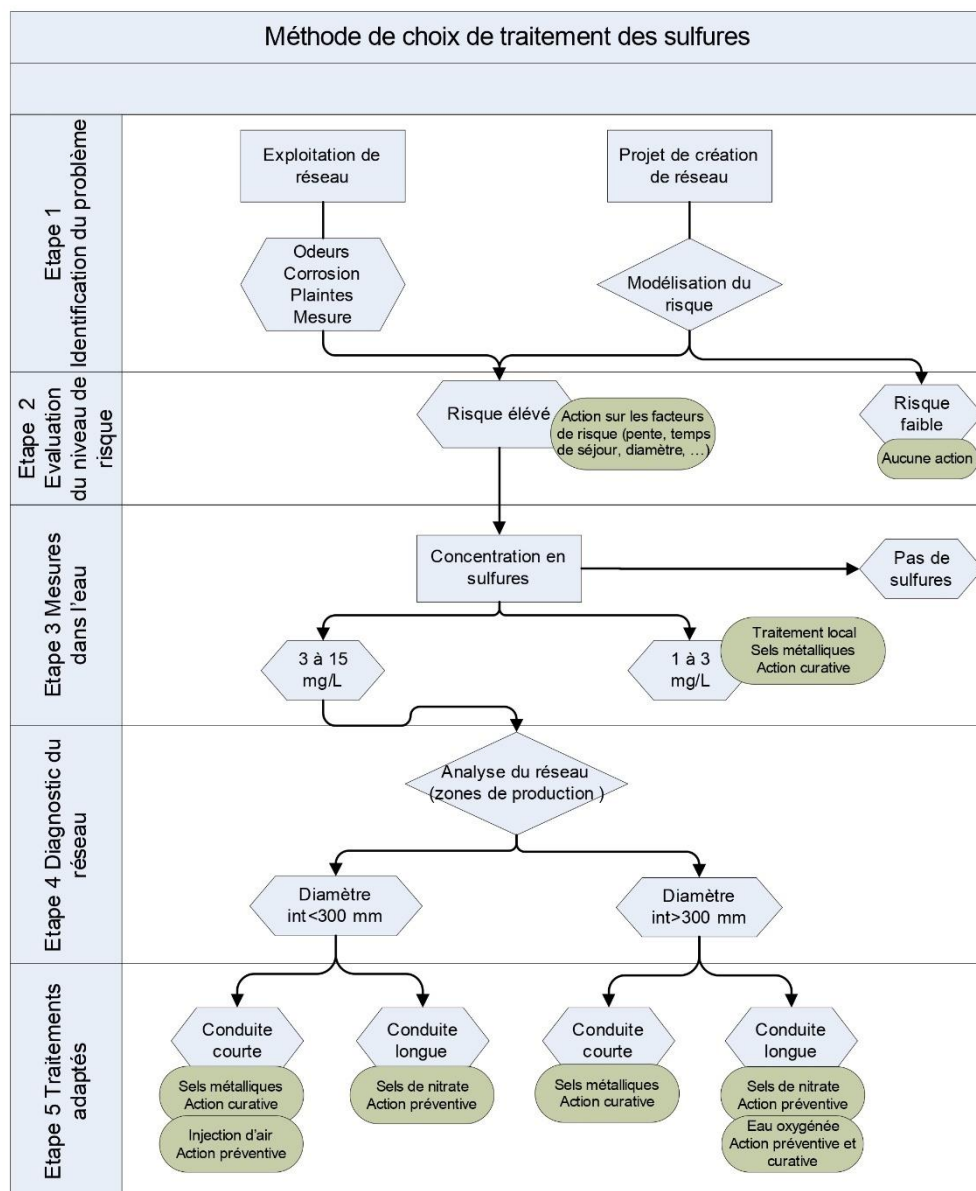 Méthode de choix de traitement des sulfures
Etape 1
Identification du problème
Exploitation de
réseau
Projet de création
de réseau
Odeurs
Corrosion
Plaintes
Mesure
Modélisation du
risque
Etape 2
Evaluation
du niveau de
risque
Risque élévé
Action sur les facteurs
de risque (pente, temps
de séjour, diamètre, …)
Risque
faible
Aucune action
Etape 3 Mesures
dans l'eau
Concentration en
sulfures
Pas de
sulfures
3 à 15
mg/L
1 à 3
mg/L
Traitement local
Sels métalliques
Action curative
Etape 4 Diagnostic du
réseau
Analyse du réseau
(zones de production )
Diamètre
int<300 mm
Diamètre
int>300 mm
Etape 5 Traitements
adaptés
Conduite
courte
Sels métalliques
Action curative
Injection d'air
Action préventive
Conduite
longue
Sels de nitrate
Action préventive
Conduite
courte
Sels métalliques
Action curative
Conduite
longue
Sels de nitrate
Action préventive
Eau oxygénée
Action préventive et
curative